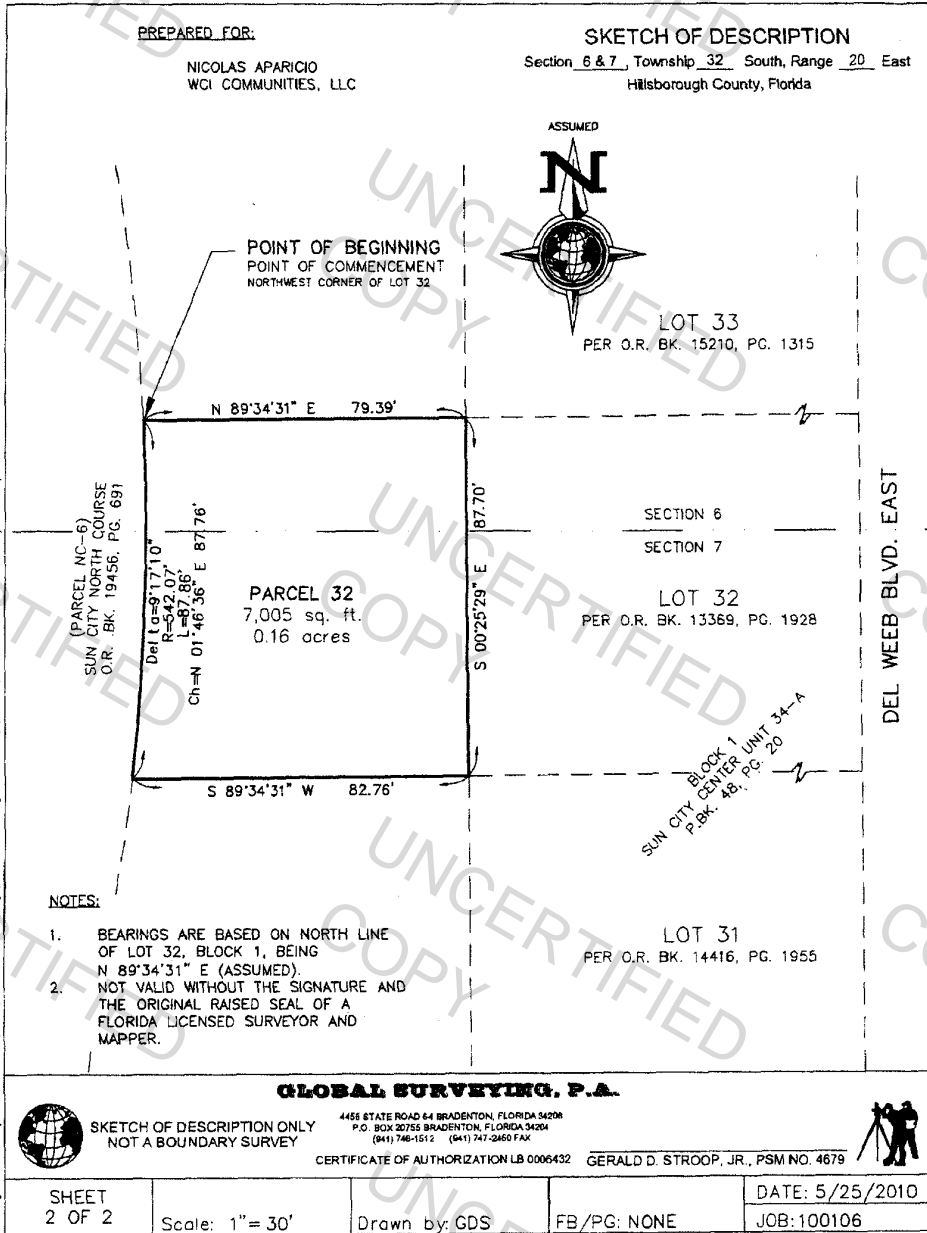 PREPARED FOR:
NICOLAS APARICIO
WCI COMMUNITIES, LLC
SKETCH OF DESCRIPTION
Section 6 & 7, Township 32 South, Range 20 East
Hillsborough County, Florida
ASSUMED
N
POINT OF BEGINNING
POINT OF COMMENCEMENT
NORTHWEST CORNER OF LOT 32
LOT 33
PER O.R. BK. 15210, PG. 1315
N 89°34'31" E 79.39'
(PARCEL NC-6)
SUN CITY NORTH COURSE
O.R. BK. 19456, PG. 691
Delta=9°17'10"
R=542.07'
L=87.86'
Ch=N 01°46'36" E 87.76'
PARCEL 32
7,005 sq. ft.
0.16 acres
S 00°25'29" E 87.70'
SECTION 6
SECTION 7
LOT 32
PER O.R. BK. 13369, PG. 1928
DEL WEEB BLVD. EAST
BLOCK 1
SUN CITY CENTER UNIT 34-A
P.BK. 48, PG. 20
S 89°34'31" W 82.76'
LOT 31
PER O.R. BK. 14416, PG. 1955
NOTES:
1. BEARINGS ARE BASED ON NORTH LINE
OF LOT 32, BLOCK 1, BEING
N 89°34'31" E (ASSUMED).
2. NOT VALID WITHOUT THE SIGNATURE AND
THE ORIGINAL RAISED SEAL OF A
FLORIDA LICENSED SURVEYOR AND
MAPPER.
GLOBAL SURVEYING, P.A.
SKETCH OF DESCRIPTION ONLY
NOT A BOUNDARY SURVEY
4456 STATE ROAD 64 BRADENTON, FLORIDA 34208
P.O. BOX 20755 BRADENTON, FLORIDA 34204
(941) 746-1512 (941) 747-2460 FAX
CERTIFICATE OF AUTHORIZATION LB 0006432
GERALD D. STROOP, JR., PSM NO. 4679
SHEET
2 OF 2
Scale: 1"= 30'
Drawn by: GDS
FB/PG: NONE
DATE: 5/25/2010
JOB: 100106
UNCERTIFIED
COPY
UNCERTIFIED
COPY
UNCERTIFIED
COPY